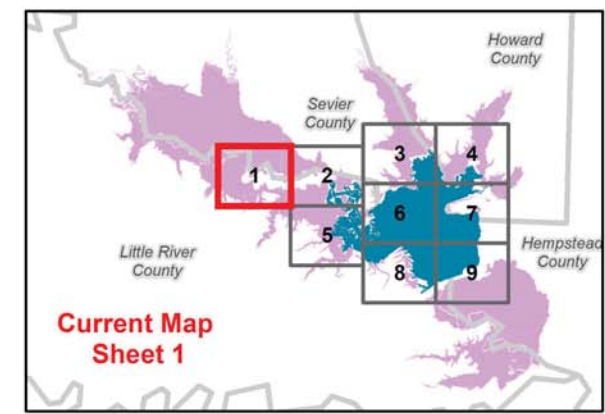 Howard
County
Sevier
County
3
4
1
2
6
7
5
Little River
County
Hempstead
County
8
9
Current Map
Sheet 1